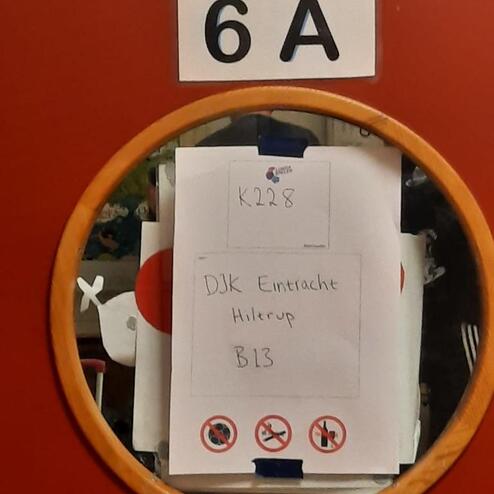 6 A
K228
DJK Eintracht
Hiltrup
B13